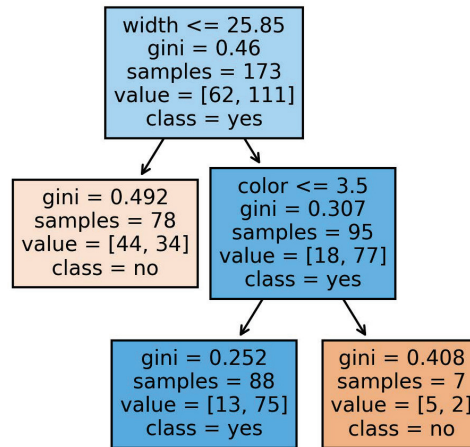 width <= 25.85
gini = 0.46
samples = 173
value = [62, 111]
class = yes
gini = 0.492
samples = 78
value = [44, 34]
class = no
color <= 3.5
gini = 0.307
samples = 95
value = [18, 77]
class = yes
gini = 0.252
samples = 88
value = [13, 75]
class = yes
gini = 0.408
samples = 7
value = [5, 2]
class = no